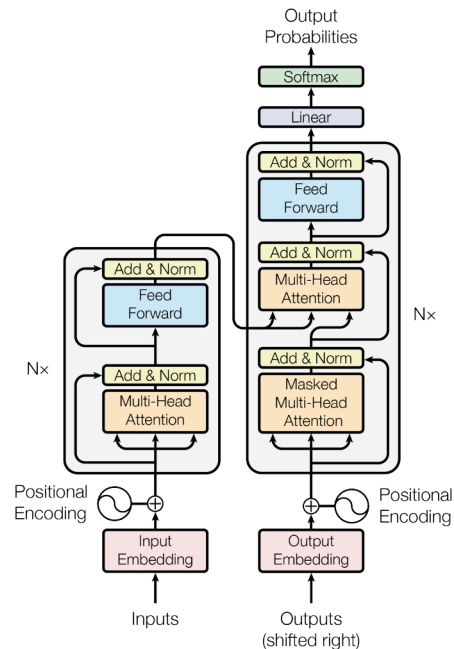 Output
Probabilities
Softmax
Linear
Add & Norm
Feed
Forward
Add & Norm
Multi-Head
Attention
Add & Norm
Masked
Multi-Head
Attention
N×
Positional
Encoding
Output
Embedding
Outputs
(shifted right)
Add & Norm
Feed
Forward
Add & Norm
Multi-Head
Attention
N×
Positional
Encoding
Input
Embedding
Inputs